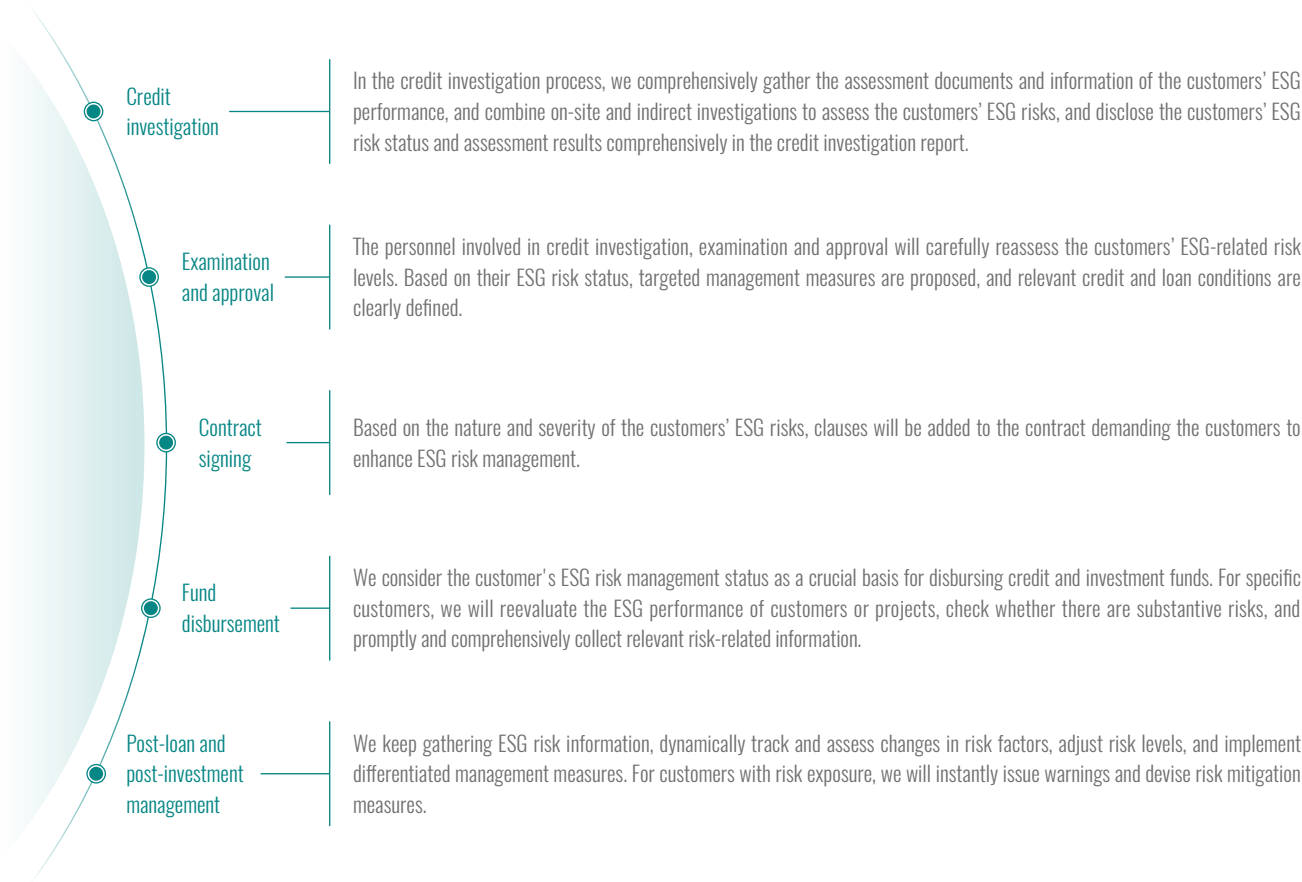 Credit
investigation
In the credit investigation process, we comprehensively gather the assessment documents and information of the customers’ ESG
performance, and combine on-site and indirect investigations to assess the customers’ ESG risks, and disclose the customers’ ESG
risk status and assessment results comprehensively in the credit investigation report.
Examination
and approval
The personnel involved in credit investigation, examination and approval will carefully reassess the customers’ ESG-related risk
levels. Based on their ESG risk status, targeted management measures are proposed, and relevant credit and loan conditions are
clearly defined.
Contract
signing
Based on the nature and severity of the customers’ ESG risks, clauses will be added to the contract demanding the customers to
enhance ESG risk management.
Fund
disbursement
We consider the customer's ESG risk management status as a crucial basis for disbursing credit and investment funds. For specific
customers, we will reevaluate the ESG performance of customers or projects, check whether there are substantive risks, and
promptly and comprehensively collect relevant risk-related information.
Post-loan and
post-investment
management
We keep gathering ESG risk information, dynamically track and assess changes in risk factors, adjust risk levels, and implement
differentiated management measures. For customers with risk exposure, we will instantly issue warnings and devise risk mitigation
measures.